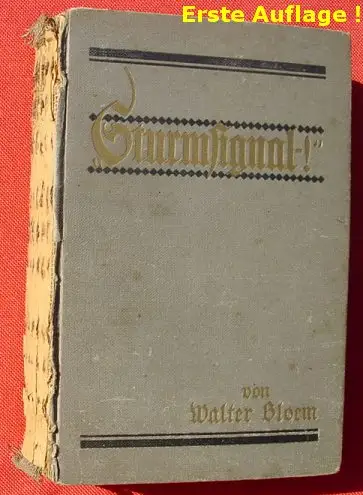 Erste Auflage !
„Sturmsignal-!“
von
Walter Bloem